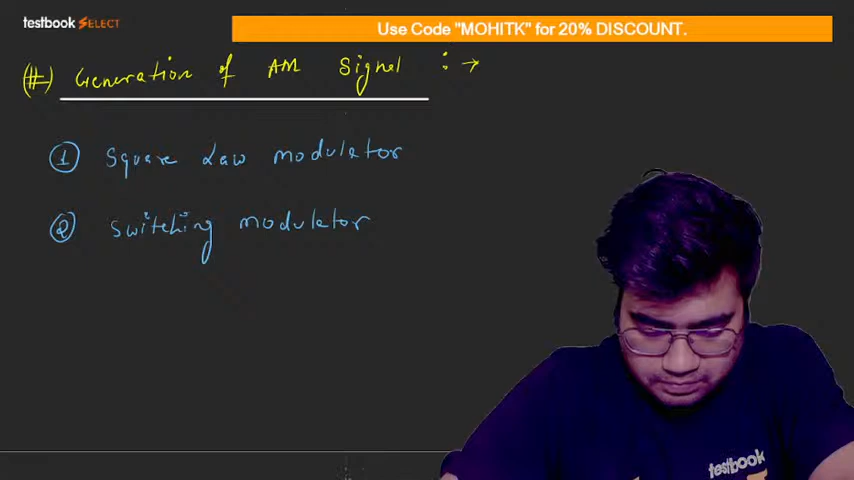 testbook SELECT
Use Code "MOHITK" for 20% DISCOUNT.
(#) Generation of AM Signal : →
① Square Law modulator
② Switching modulator
testbook